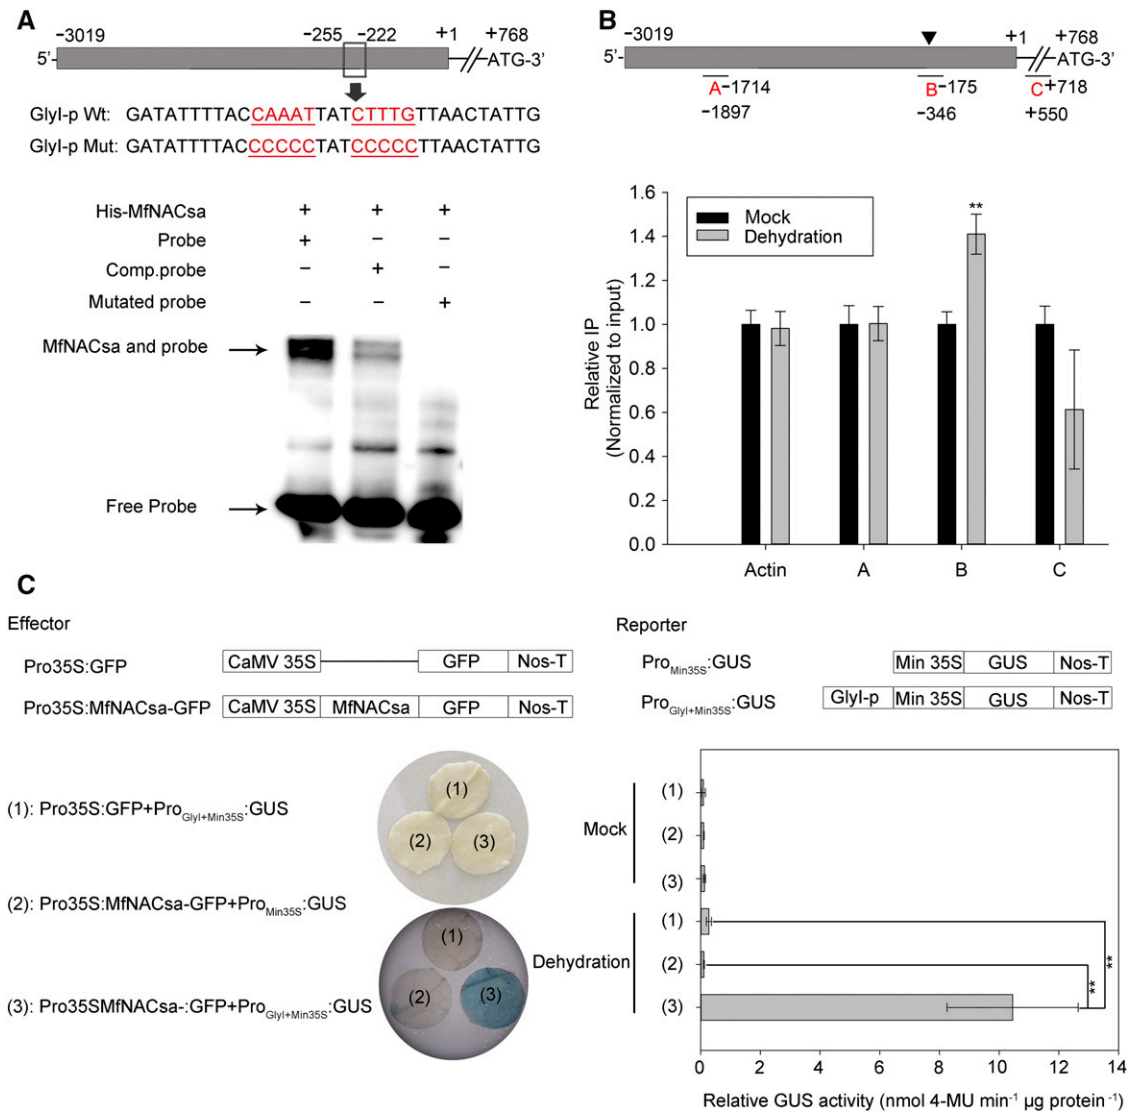 A
-3019 -255 -222 +1 +768
5'- ATG-3'
GlyI-p Wt: GATATTTTACCAAATTATCTTTGTTAACTATTG
GlyI-p Mut: GATATTTTACCCCCCTATCCCCCTTAACTATTG
His-MfNACsa + + +
Probe + − −
Comp.probe − + −
Mutated probe − − +
MfNACsa and probe
Free Probe
B
-3019 +1 +768
5'- ATG-3'
A -1714 B -175 C +718
-1897 -346 +550
Relative IP
(Normalized to input)
1.6
1.4
1.2
1.0
0.8
0.6
0.4
0.2
0.0
Mock
Dehydration
**
Actin A B C
C
Effector
Pro35S:GFP CaMV 35S GFP Nos-T
Pro35S:MfNACsa-GFP CaMV 35S MfNACsa GFP Nos-T
Reporter
ProMin35S:GUS Min 35S GUS Nos-T
ProGlyI+Min35S:GUS GlyI-p Min 35S GUS Nos-T
(1): Pro35S:GFP+ProGlyI+Min35S:GUS
(2): Pro35S:MfNACsa-GFP+ProMin35S:GUS
(3): Pro35SMfNACsa-:GFP+ProGlyI+Min35S:GUS
(1)
(2) (3)
(1)
(2) (3)
Mock
(1)
(2)
(3)
Dehydration
(1)
(2)
(3)
**
**
0 2 4 6 8 10 12 14
Relative GUS activity (nmol 4-MU min⁻¹ µg protein⁻¹)